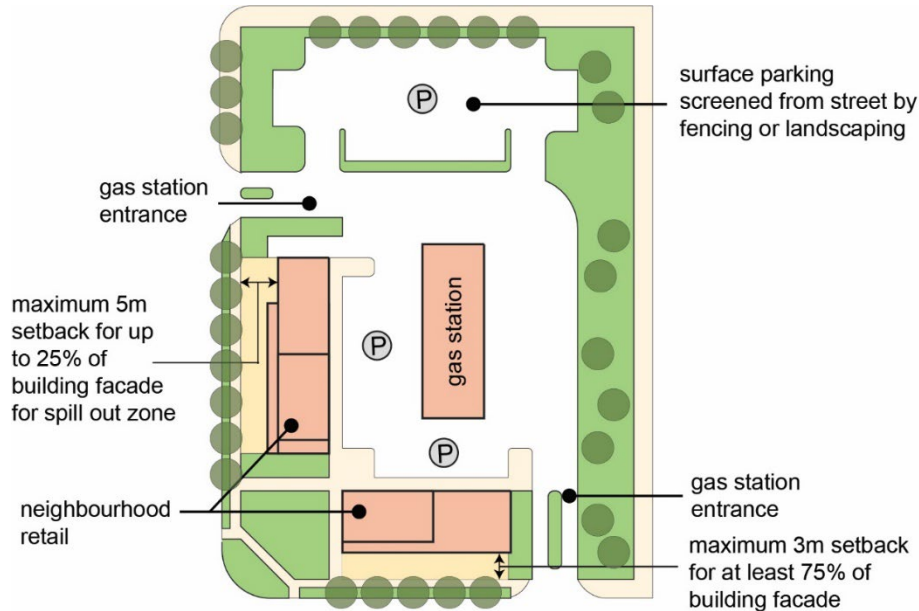 P
surface parking
screened from street by
fencing or landscaping
gas station
entrance
gas station
maximum 5m
setback for up
to 25% of
building facade
for spill out zone
P
P
neighbourhood
retail
gas station
entrance
maximum 3m setback
for at least 75% of
building facade